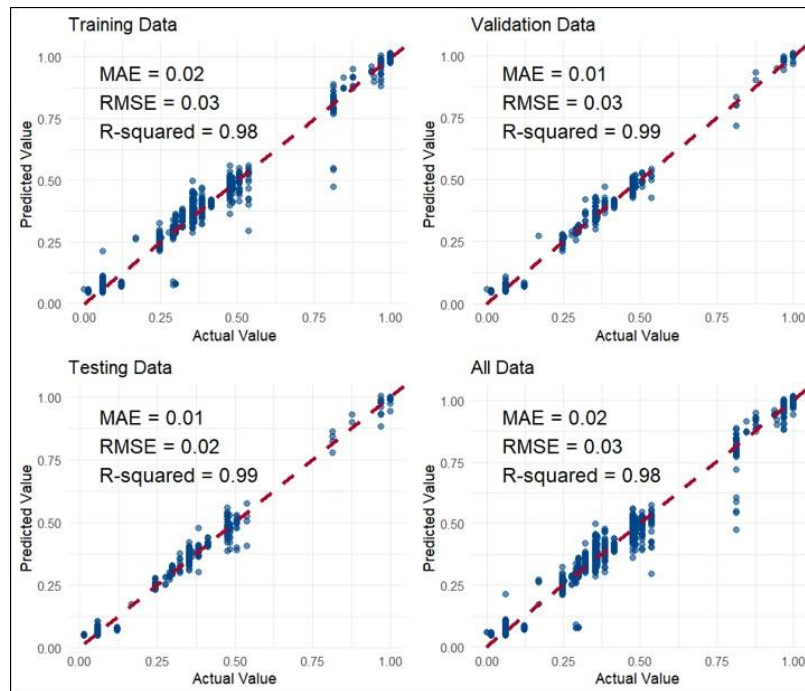 Training Data
MAE = 0.02
RMSE = 0.03
R-squared = 0.98
Predicted Value
1.00
0.75
0.50
0.25
0.00
0.00 0.25 0.50 0.75 1.00
Actual Value
Validation Data
MAE = 0.01
RMSE = 0.03
R-squared = 0.99
Predicted Value
1.00
0.75
0.50
0.25
0.00
0.00 0.25 0.50 0.75 1.00
Actual Value
Testing Data
MAE = 0.01
RMSE = 0.02
R-squared = 0.99
Predicted Value
1.00
0.75
0.50
0.25
0.00
0.00 0.25 0.50 0.75 1.00
Actual Value
All Data
MAE = 0.02
RMSE = 0.03
R-squared = 0.98
Predicted Value
1.00
0.75
0.50
0.25
0.00
0.00 0.25 0.50 0.75 1.00
Actual Value